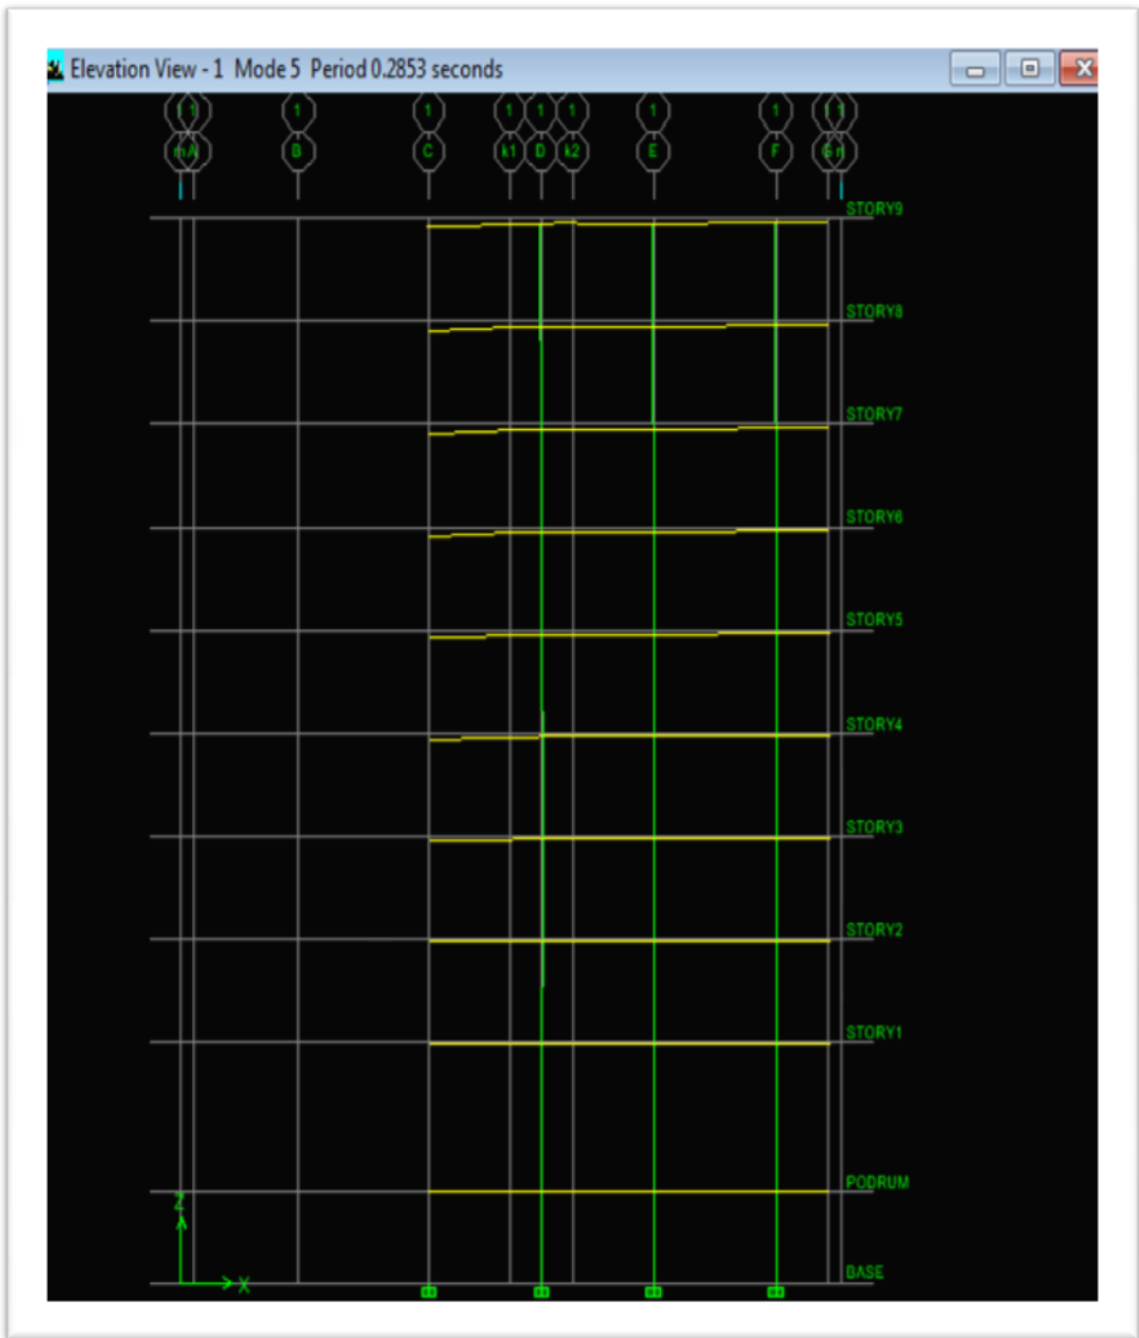 Elevation View - 1 Mode 5 Period 0.2853 seconds
1 1 1 1 1 1 1 1 1 1 1
m A B C k1 D k2 E F G n
STORY9
STORY8
STORY7
STORY6
STORY5
STORY4
STORY3
STORY2
STORY1
PODRUM
Z
X
BASE